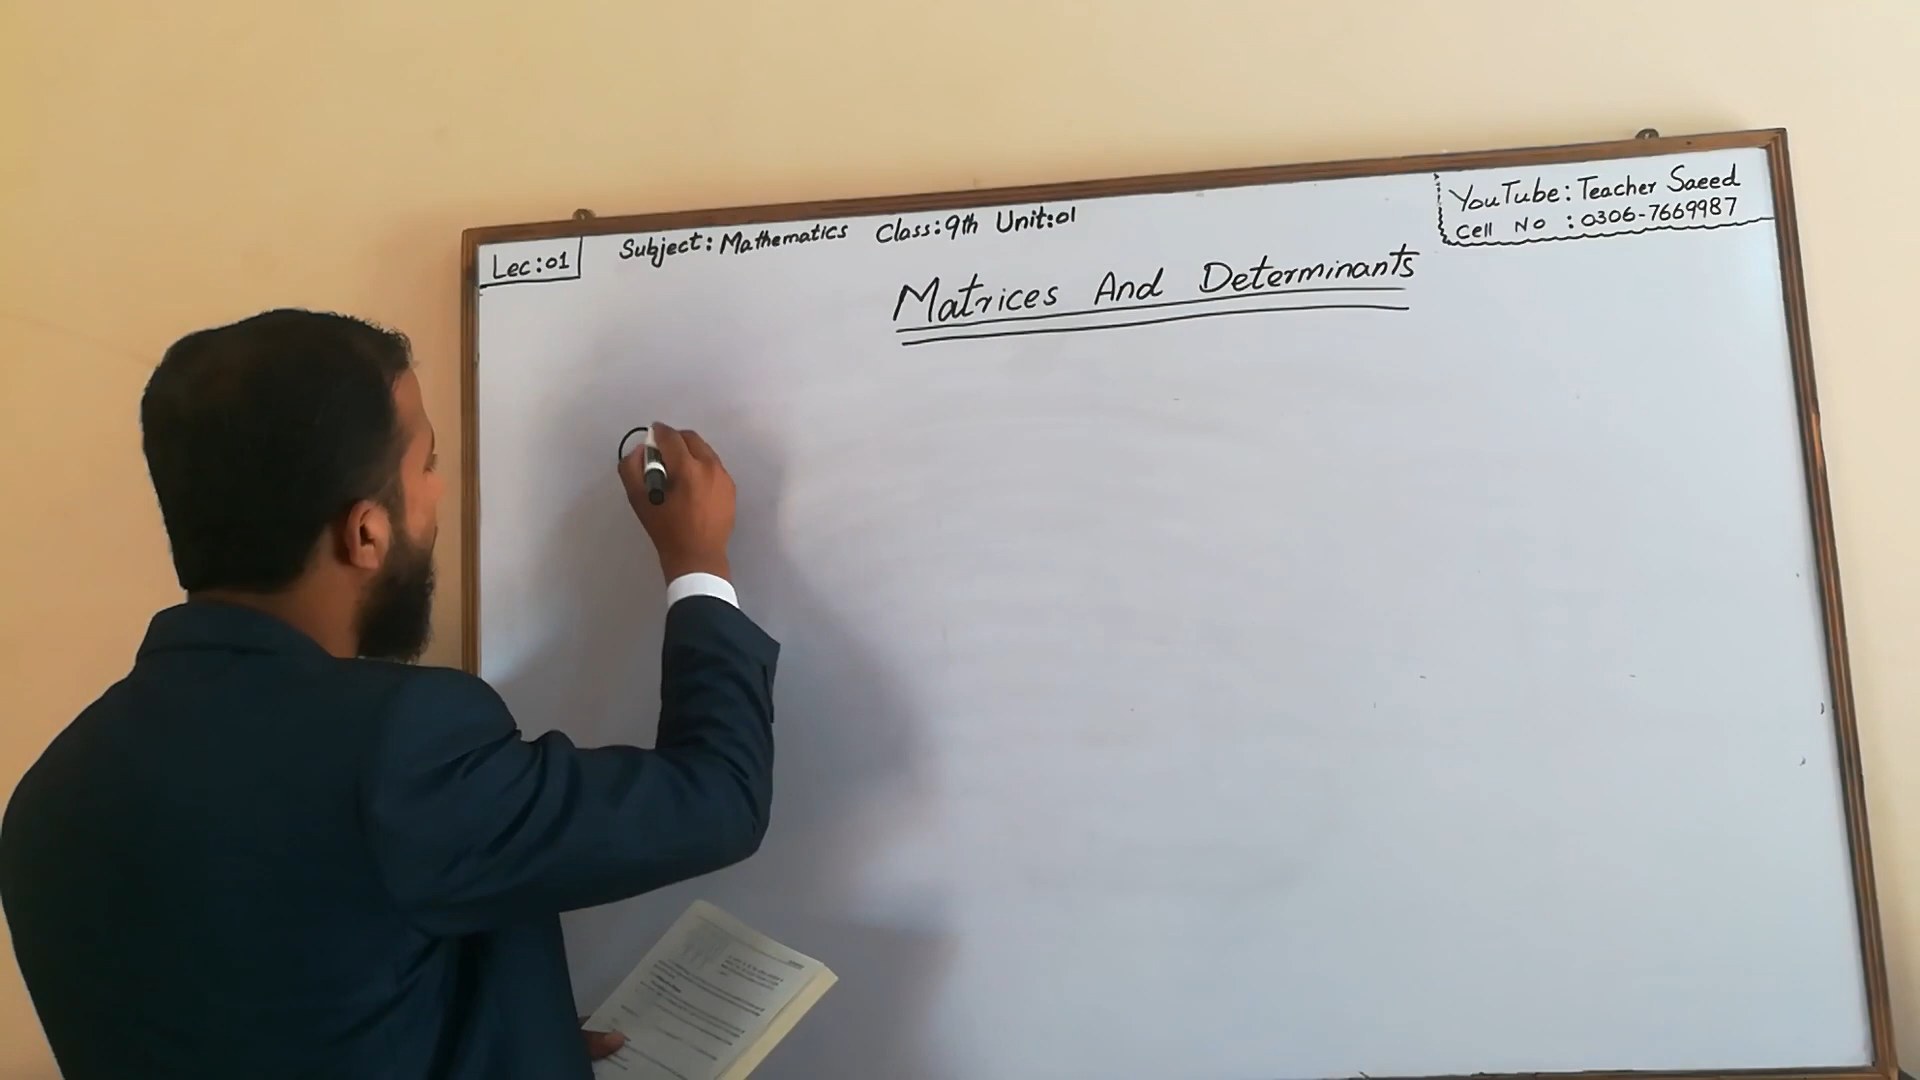 Lec:01
Subject: Mathematics Class:9th Unit:01
YouTube: Teacher Saeed
Cell No :0306-7669987
Matrices And Determinants